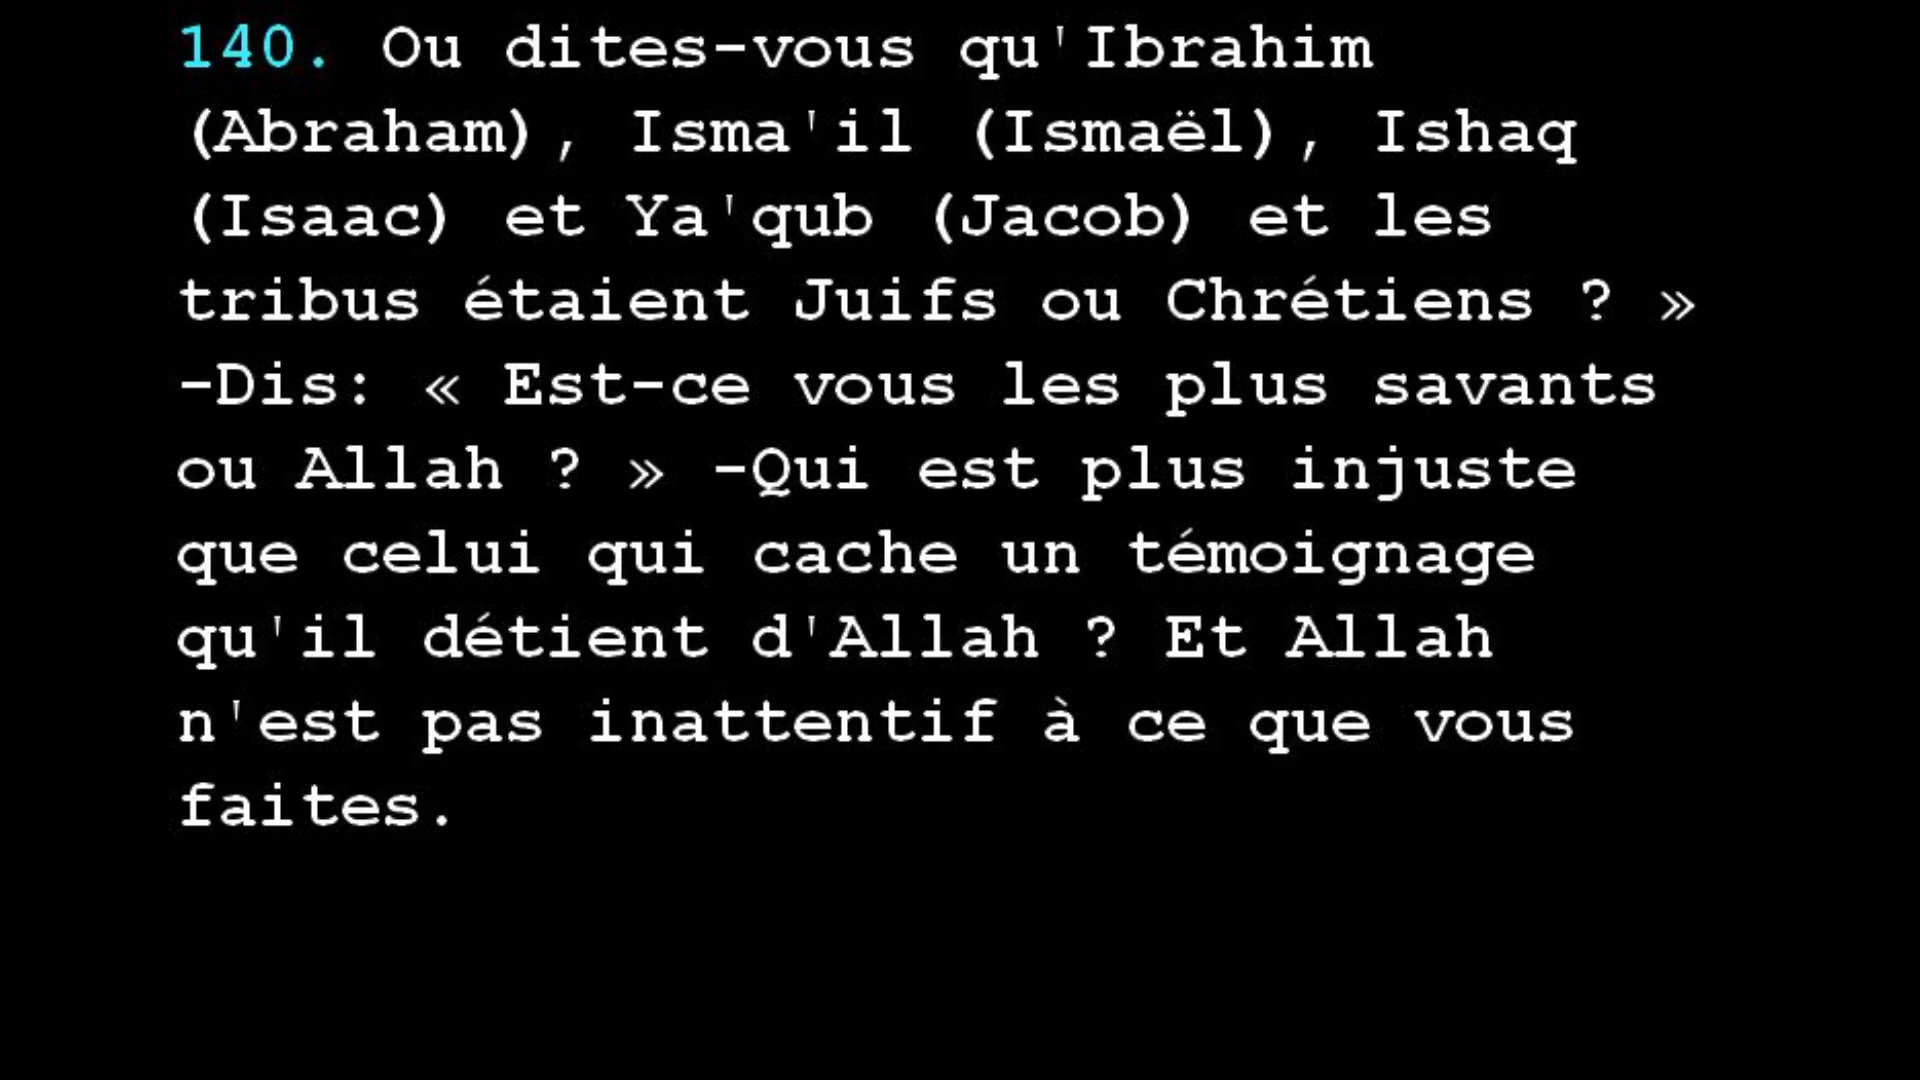 140. Ou dites-vous qu'Ibrahim
(Abraham), Isma'il (Ismaël), Ishaq
(Isaac) et Ya'qub (Jacob) et les
tribus étaient Juifs ou Chrétiens ? »
-Dis: « Est-ce vous les plus savants
ou Allah ? » -Qui est plus injuste
que celui qui cache un témoignage
qu'il détient d'Allah ? Et Allah
n'est pas inattentif à ce que vous
faites.